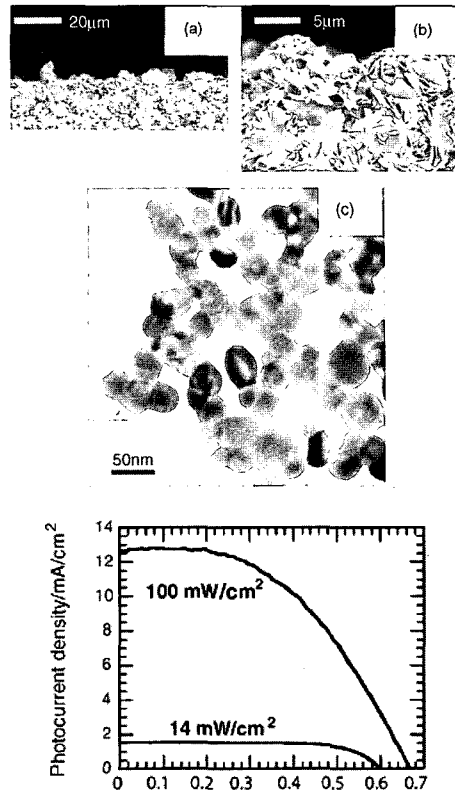 20μm (a)
5μm (b)
(c)
50nm
Photocurrent density/mA/cm²
14
12
10
8
6
4
2
0
100 mW/cm²
14 mW/cm²
0 0.1 0.2 0.3 0.4 0.5 0.6 0.7